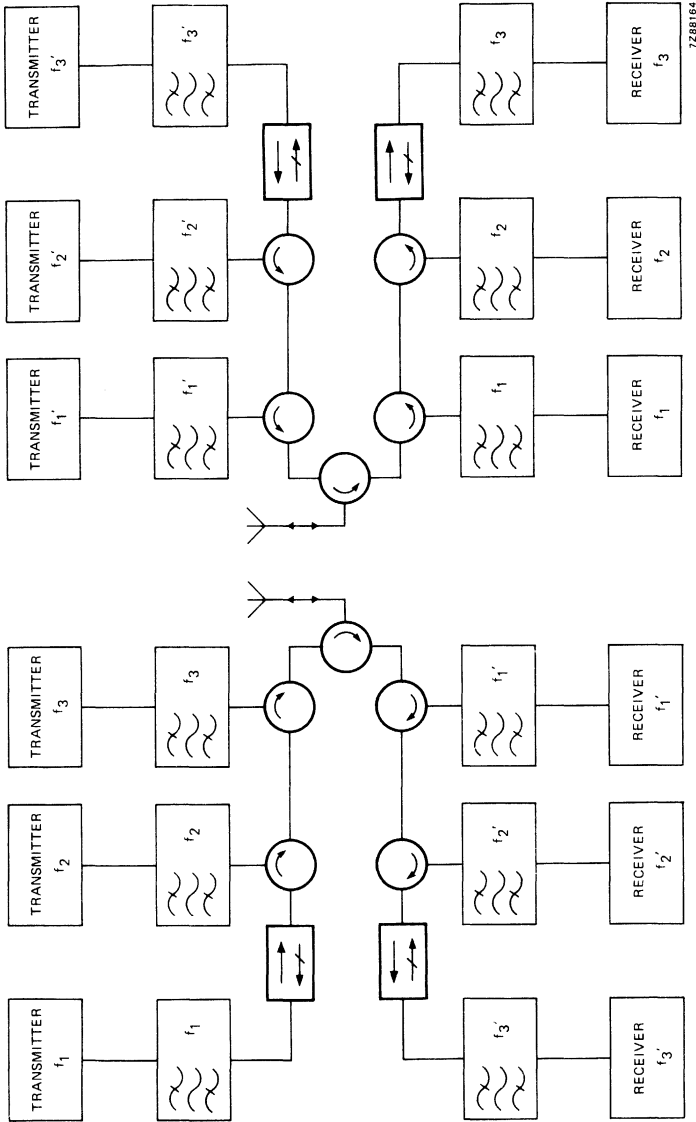 TRANSMITTER
f₁
TRANSMITTER
f₂
TRANSMITTER
f₃
TRANSMITTER
f₁'
TRANSMITTER
f₂'
TRANSMITTER
f₃'
f₁
f₂
f₃
f₁'
f₂'
f₃'
f₃'
f₂'
f₁'
f₁
f₂
f₃
RECEIVER
f₃'
RECEIVER
f₂'
RECEIVER
f₁'
RECEIVER
f₁
RECEIVER
f₂
RECEIVER
f₃
7Z88164